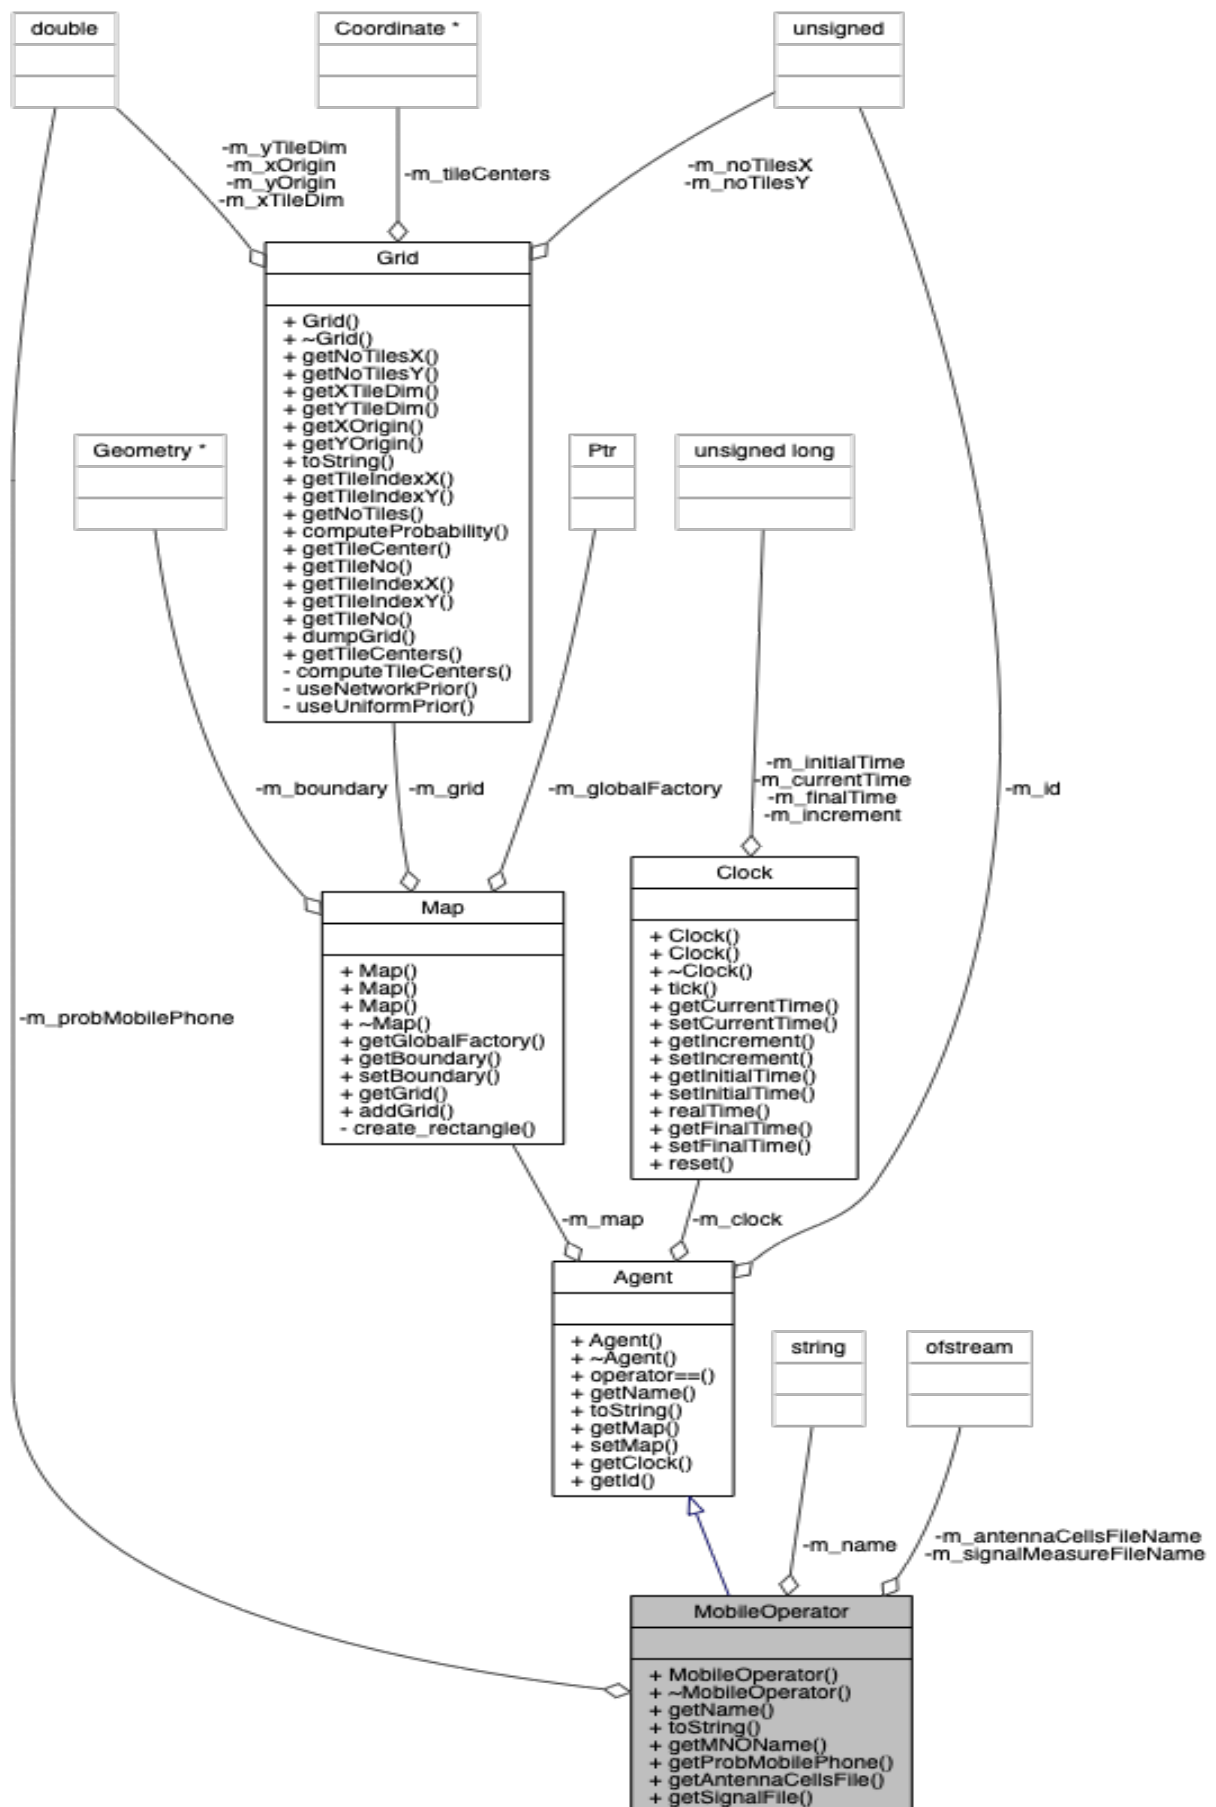 double
Coordinate *
unsigned
-m_yTileDim
-m_xOrigin
-m_yOrigin
-m_xTileDim
-m_tileCenters
-m_noTilesX
-m_noTilesY
Grid
+ Grid()
+ ~Grid()
+ getNoTilesX()
+ getNoTilesY()
+ getXTileDim()
+ getYTileDim()
+ getXOrigin()
+ getYOrigin()
+ toString()
+ getTileIndexX()
+ getTileIndexY()
+ getNoTiles()
+ computeProbability()
+ getTileCenter()
+ getTileNo()
+ getTileIndexX()
+ getTileIndexY()
+ getTileNo()
+ dumpGrid()
+ getTileCenters()
- computeTileCenters()
- useNetworkPrior()
- useUniformPrior()
Geometry *
Ptr
unsigned long
-m_boundary
-m_grid
-m_globalFactory
-m_initialTime
-m_currentTime
-m_finalTime
-m_increment
-m_id
Map
+ Map()
+ Map()
+ Map()
+ ~Map()
+ getGlobalFactory()
+ getBoundary()
+ setBoundary()
+ getGrid()
+ addGrid()
- create_rectangle()
Clock
+ Clock()
+ Clock()
+ ~Clock()
+ tick()
+ getCurrentTime()
+ setCurrentTime()
+ getIncrement()
+ setIncrement()
+ getInitialTime()
+ setInitialTime()
+ realTime()
+ getFinalTime()
+ setFinalTime()
+ reset()
-m_probMobilePhone
-m_map
-m_clock
Agent
+ Agent()
+ ~Agent()
+ operator==()
+ getName()
+ toString()
+ getMap()
+ setMap()
+ getClock()
+ getId()
string
ofstream
-m_name
-m_antennaCellsFileName
-m_signalMeasureFileName
MobileOperator
+ MobileOperator()
+ ~MobileOperator()
+ getName()
+ toString()
+ getMNOName()
+ getProbMobilePhone()
+ getAntennaCellsFile()
+ getSignalFile()